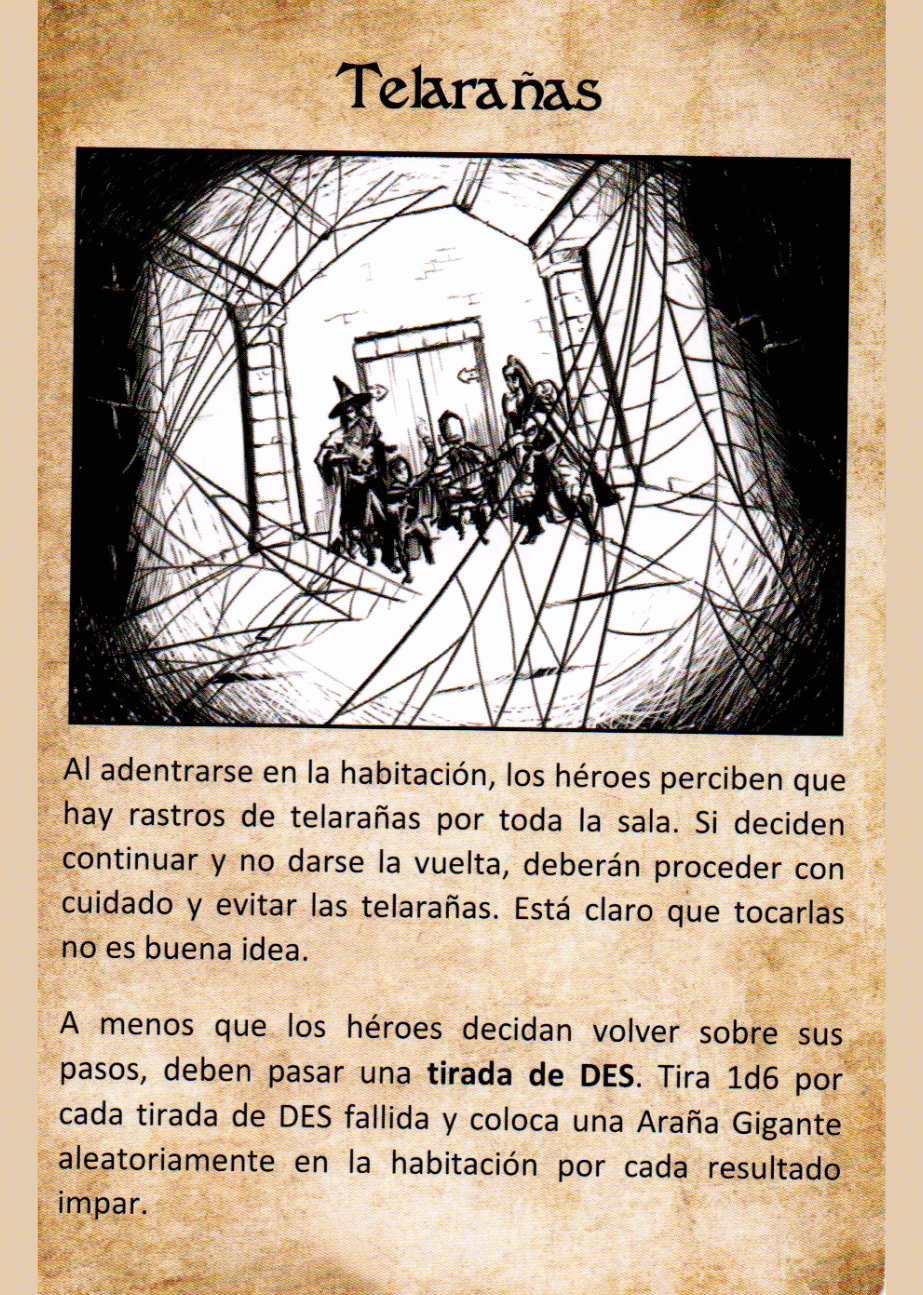 Telarañas
Al adentrarse en la habitación, los héroes perciben que
hay rastros de telarañas por toda la sala. Si deciden
continuar y no darse la vuelta, deberán proceder con
cuidado y evitar las telarañas. Está claro que tocarlas
no es buena idea.
A menos que los héroes decidan volver sobre sus
pasos, deben pasar una tirada de DES. Tira 1d6 por
cada tirada de DES fallida y coloca una Araña Gigante
aleatoriamente en la habitación por cada resultado
impar.